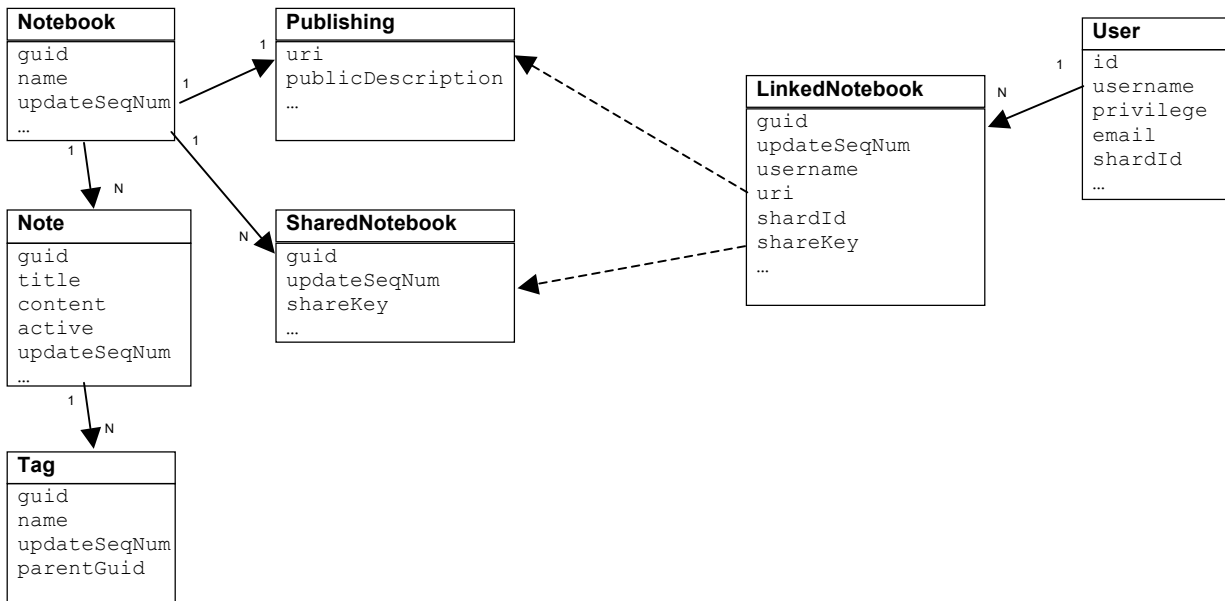 Notebook
guid
name
updateSeqNum
…
1
1
1
1
N
N
Publishing
uri
publicDescription
…
Note
guid
title
content
active
updateSeqNum
…
1
N
SharedNotebook
guid
updateSeqNum
shareKey
…
Tag
guid
name
updateSeqNum
parentGuid
LinkedNotebook
guid
updateSeqNum
username
uri
shardId
shareKey
…
N
1
User
id
username
privilege
email
shardId
…